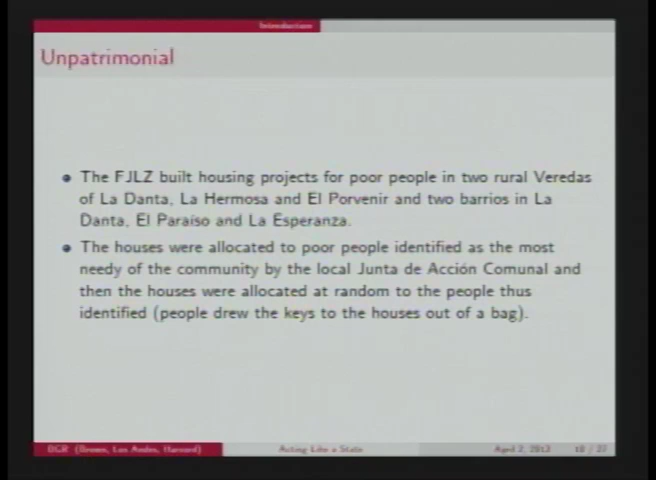 Introduction
Unpatrimonial
The FJLZ built housing projects for poor people in two rural Veredas
of La Danta, La Hermosa and El Porvenir and two barrios in La
Danta, El Paraíso and La Esperanza.
The houses were allocated to poor people identified as the most
needy of the community by the local Junta de Acción Comunal and
then the houses were allocated at random to the people thus
identified (people drew the keys to the houses out of a bag).
(Brown, Los Andes, Harvard)
Acting Like a State
April 2, 2013
/ 27